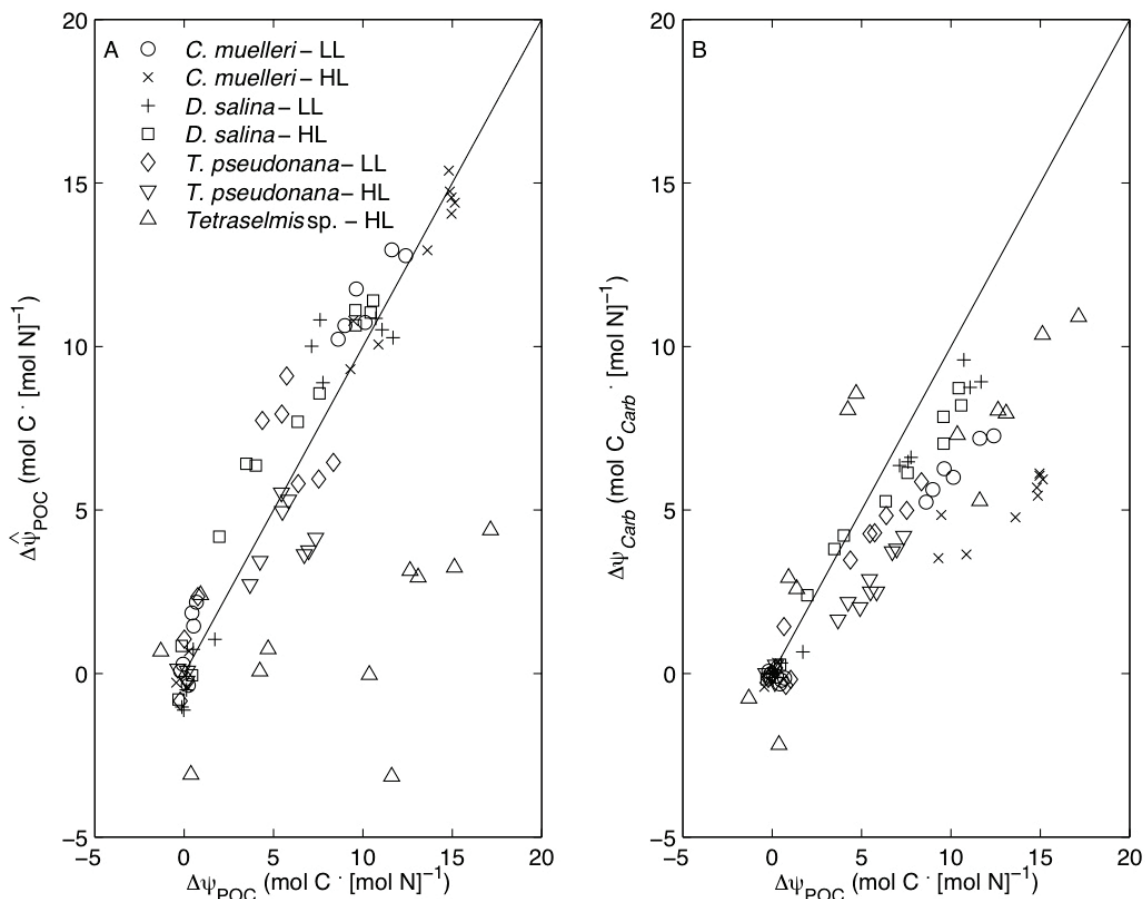 A
C. muelleri – LL
C. muelleri – HL
D. salina – LL
D. salina – HL
T. pseudonana – LL
T. pseudonana – HL
Tetraselmis sp. – HL
20
15
10
5
0
−5
−5 0 5 10 15 20
Δψ̂POC (mol C · [mol N]−1)
ΔψPOC (mol C · [mol N]−1)
B
20
15
10
5
0
−5
−5 0 5 10 15 20
ΔψCarb (mol CCarb · [mol N]−1)
ΔψPOC (mol C · [mol N]−1)